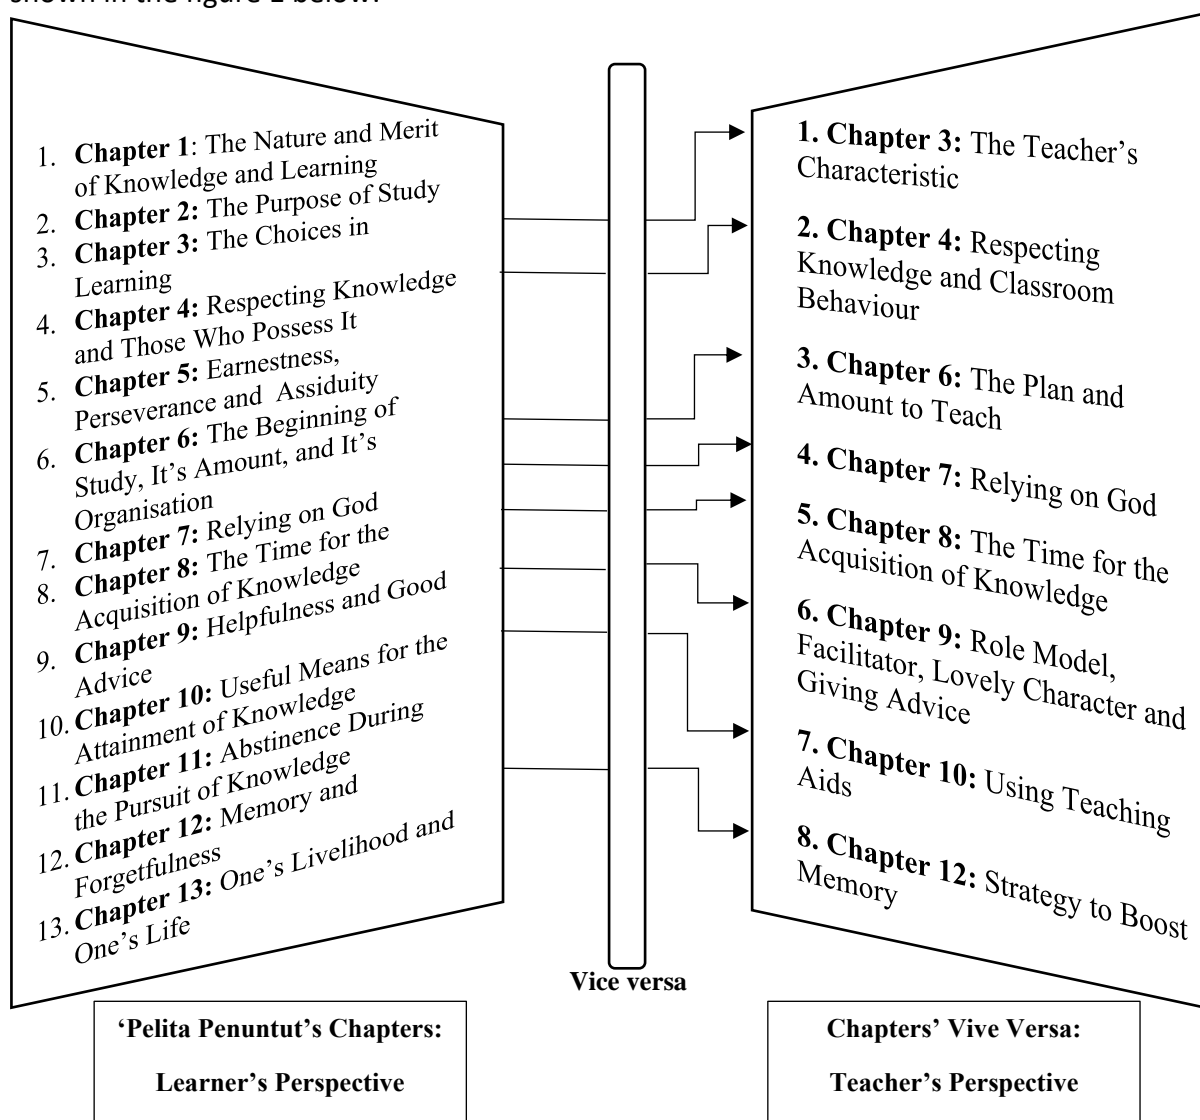 shown in the figure 1 below:
1. Chapter 1: The Nature and Merit
of Knowledge and Learning
2. Chapter 2: The Purpose of Study
3. Chapter 3: The Choices in
Learning
4. Chapter 4: Respecting Knowledge
and Those Who Possess It
5. Chapter 5: Earnestness,
Perseverance and Assiduity
6. Chapter 6: The Beginning of
Study, It's Amount, and It's
Organisation
7. Chapter 7: Relying on God
8. Chapter 8: The Time for the
Acquisition of Knowledge
9. Chapter 9: Helpfulness and Good
Advice
10. Chapter 10: Useful Means for the
Attainment of Knowledge
11. Chapter 11: Abstinence During
the Pursuit of Knowledge
12. Chapter 12: Memory and
Forgetfulness
13. Chapter 13: One's Livelihood and
One's Life
Vice versa
1. Chapter 3: The Teacher's
Characteristic
2. Chapter 4: Respecting
Knowledge and Classroom
Behaviour
3. Chapter 6: The Plan and
Amount to Teach
4. Chapter 7: Relying on God
5. Chapter 8: The Time for the
Acquisition of Knowledge
6. Chapter 9: Role Model,
Facilitator, Lovely Character and
Giving Advice
7. Chapter 10: Using Teaching
Aids
8. Chapter 12: Strategy to Boost
Memory
'Pelita Penuntut's Chapters:
Learner's Perspective
Chapters' Vive Versa:
Teacher's Perspective